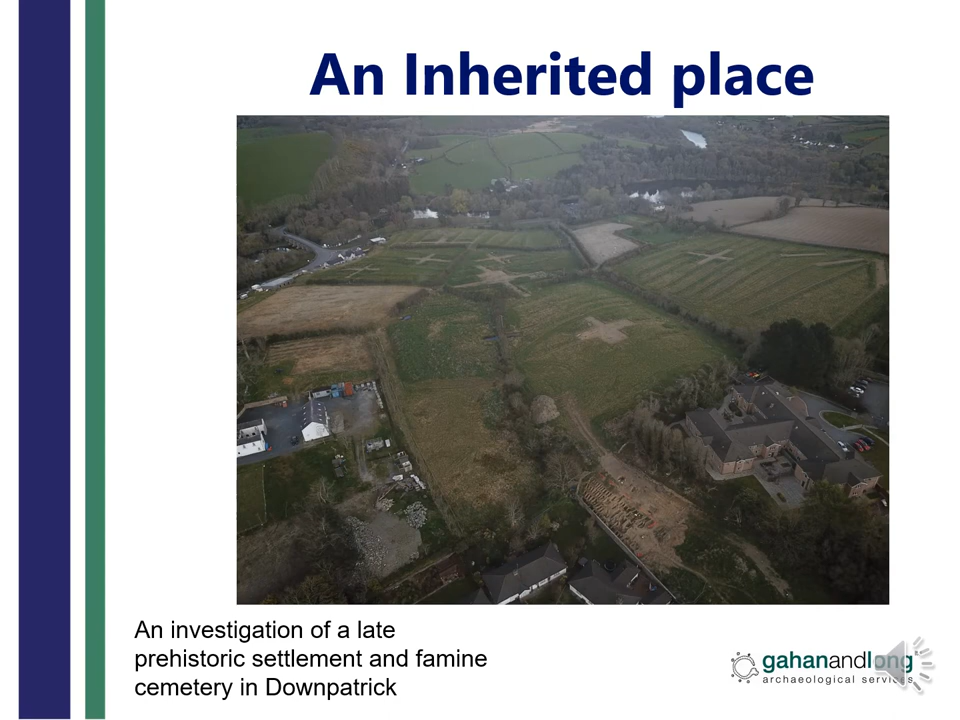 An Inherited place
An investigation of a late
prehistoric settlement and famine
cemetery in Downpatrick
gahanandlong
archaeological services